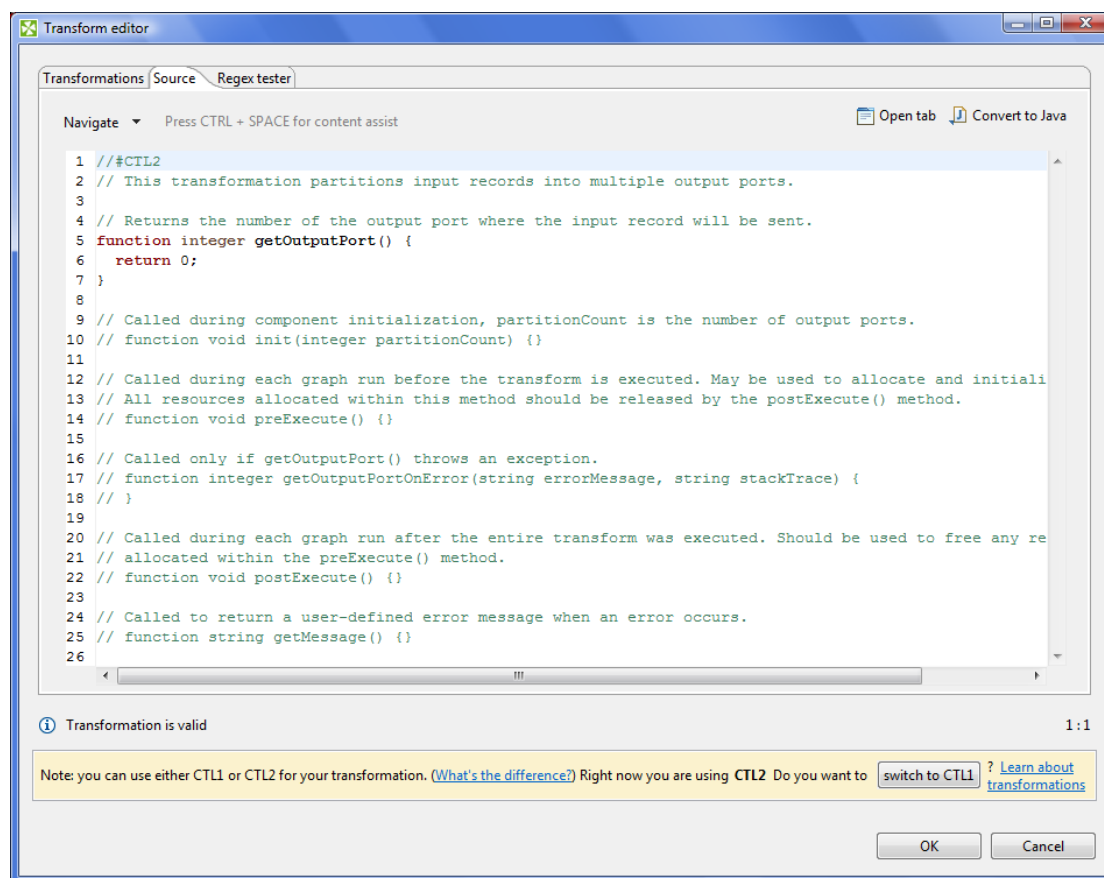 Transform editor
Transformations Source Regex tester
Navigate Press CTRL + SPACE for content assist Open tab Convert to Java
1 //#CTL2
2 // This transformation partitions input records into multiple output ports.
3
4 // Returns the number of the output port where the input record will be sent.
5 function integer getOutputPort() {
6 return 0;
7 }
8
9 // Called during component initialization, partitionCount is the number of output ports.
10 // function void init(integer partitionCount) {}
11
12 // Called during each graph run before the transform is executed. May be used to allocate and initiali
13 // All resources allocated within this method should be released by the postExecute() method.
14 // function void preExecute() {}
15
16 // Called only if getOutputPort() throws an exception.
17 // function integer getOutputPortOnError(string errorMessage, string stackTrace) {
18 // }
19
20 // Called during each graph run after the entire transform was executed. Should be used to free any re
21 // allocated within the preExecute() method.
22 // function void postExecute() {}
23
24 // Called to return a user-defined error message when an error occurs.
25 // function string getMessage() {}
26
Transformation is valid 1:1
Note: you can use either CTL1 or CTL2 for your transformation. (What's the difference?) Right now you are using CTL2 Do you want to switch to CTL1 ? Learn about
transformations
OK Cancel